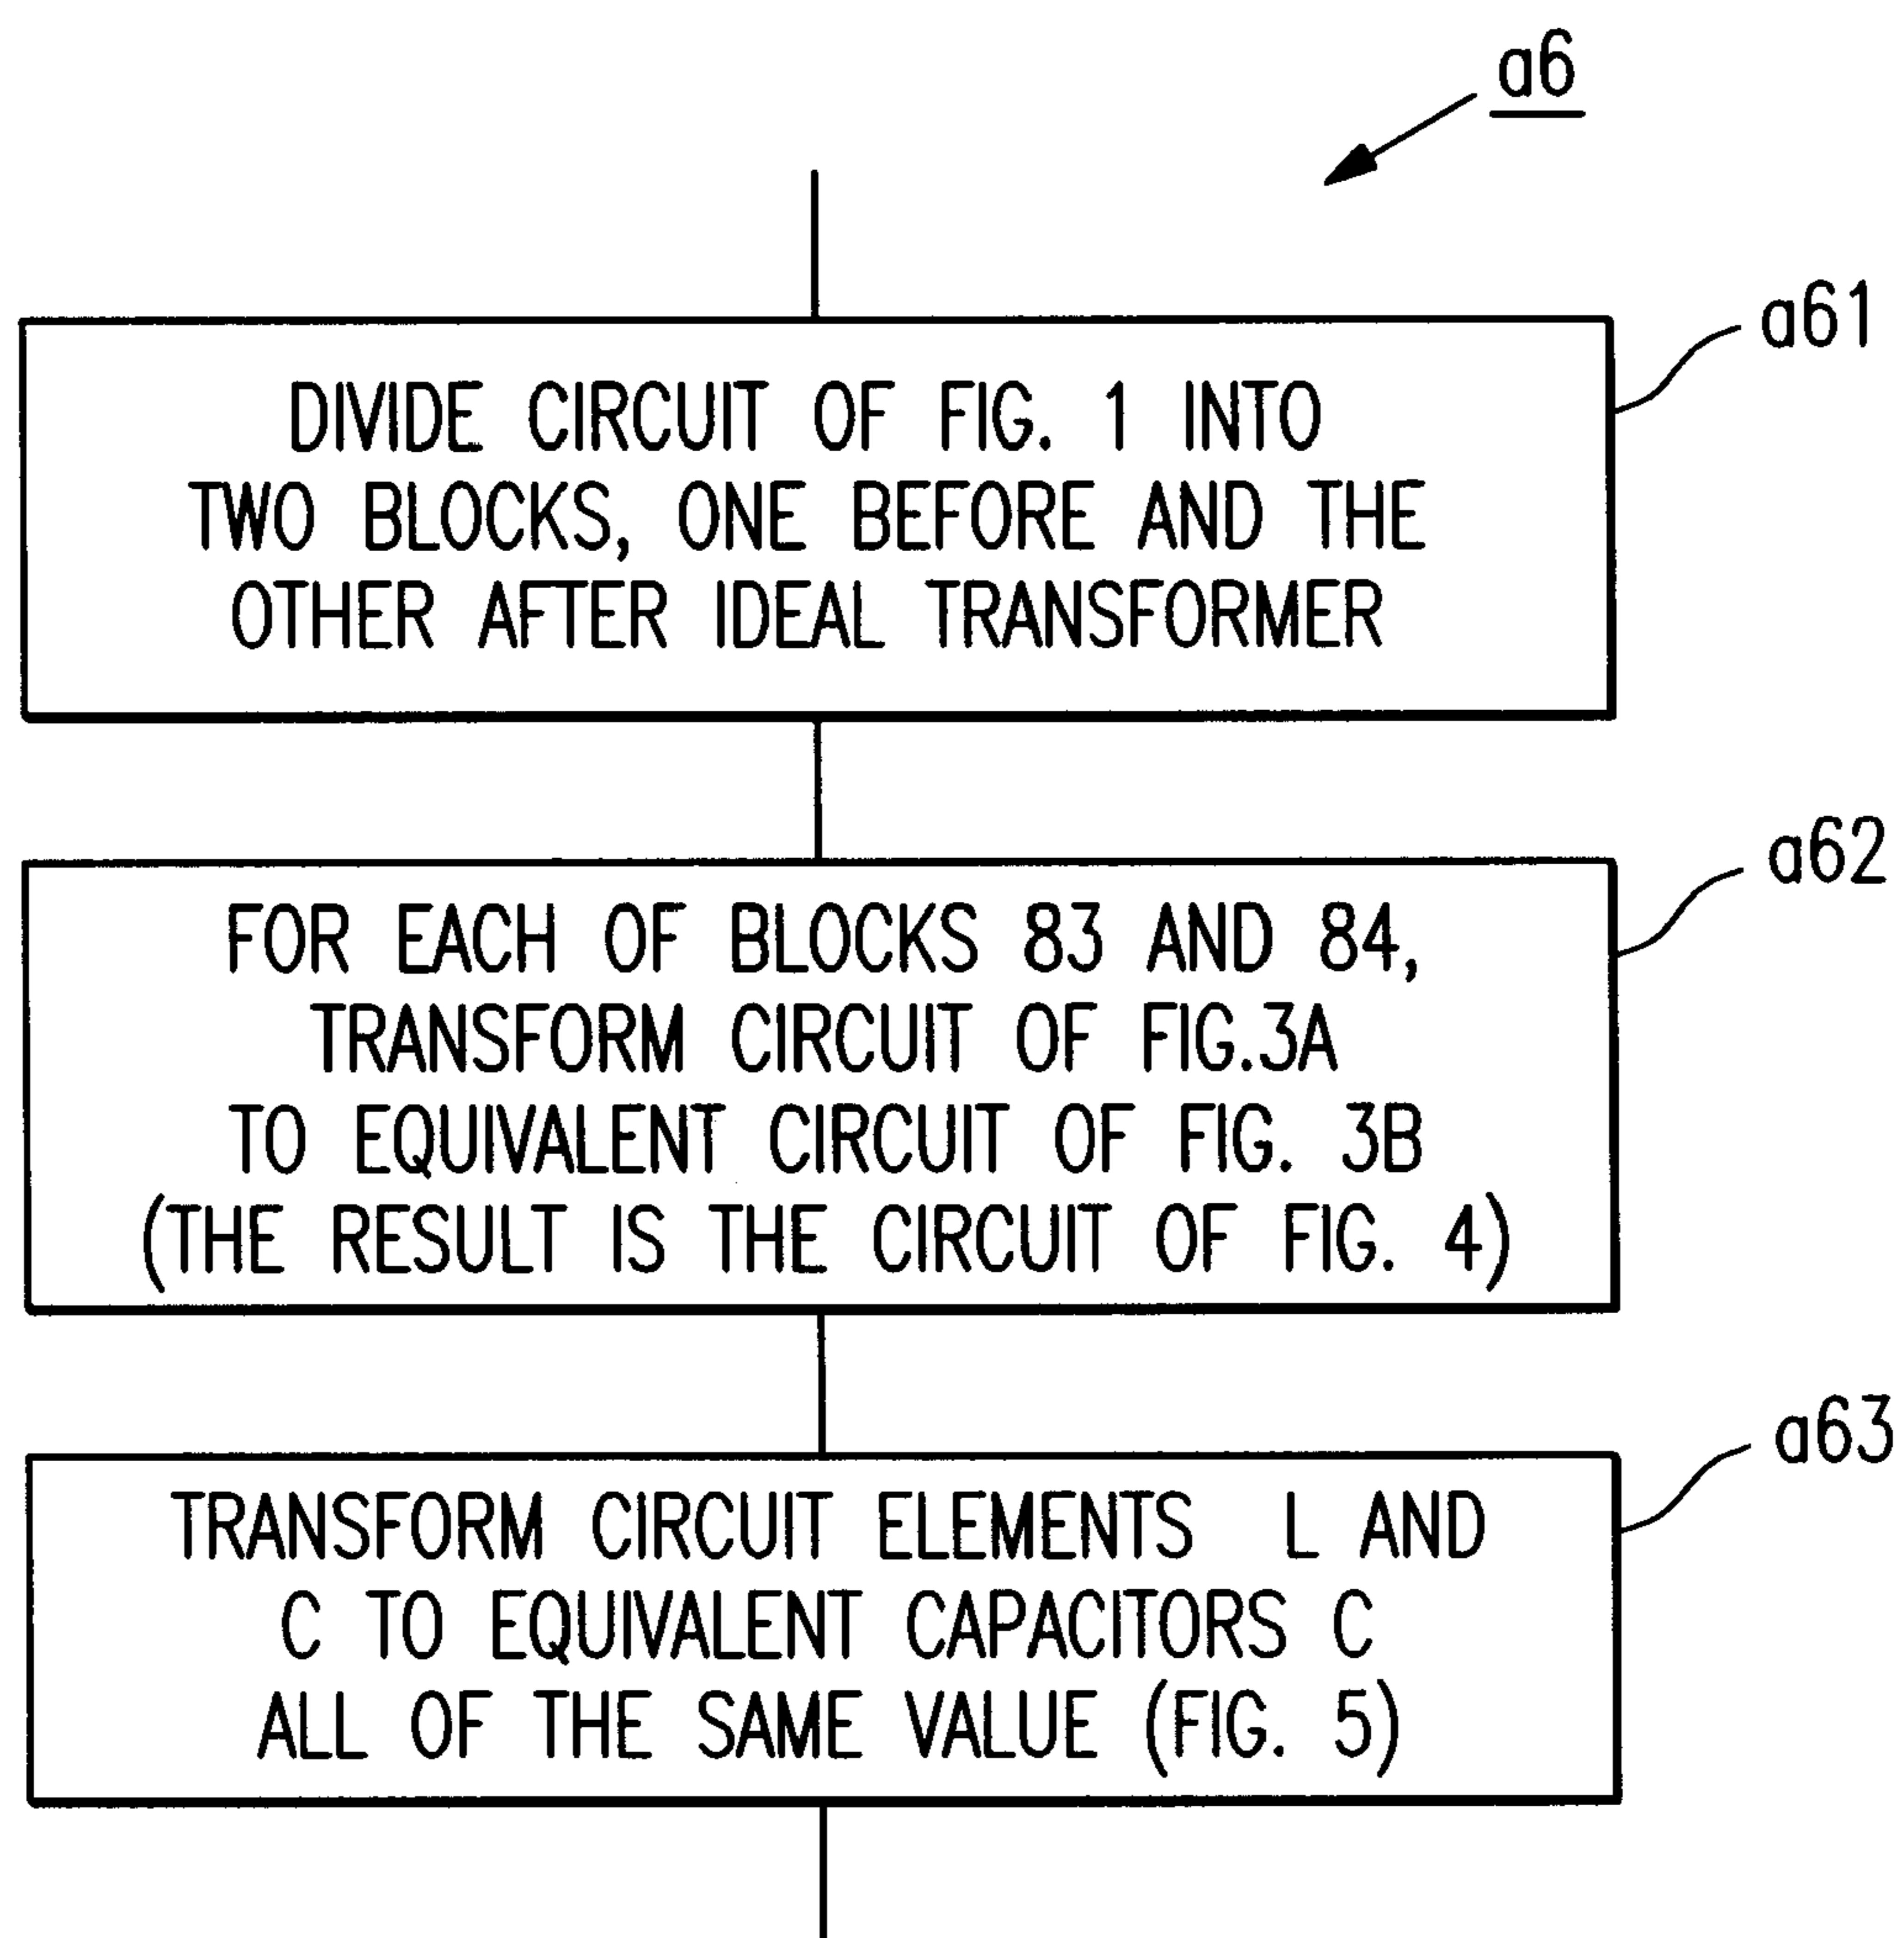 a6
a61
DIVIDE CIRCUIT OF FIG. 1 INTO
TWO BLOCKS, ONE BEFORE AND THE
OTHER AFTER IDEAL TRANSFORMER
a62
FOR EACH OF BLOCKS 83 AND 84,
TRANSFORM CIRCUIT OF FIG.3A
TO EQUIVALENT CIRCUIT OF FIG. 3B
(THE RESULT IS THE CIRCUIT OF FIG. 4)
a63
TRANSFORM CIRCUIT ELEMENTS L AND
C TO EQUIVALENT CAPACITORS C
ALL OF THE SAME VALUE (FIG. 5)